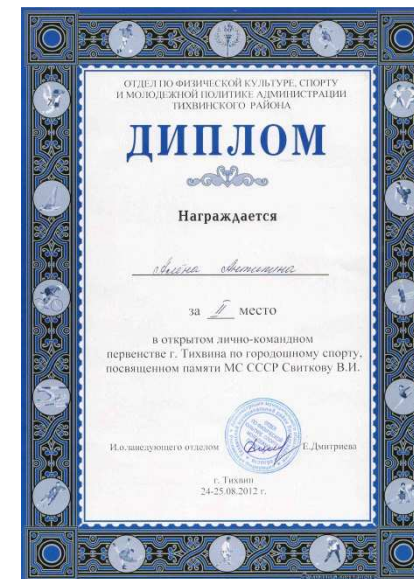 ОТДЕЛ ПО ФИЗИЧЕСКОЙ КУЛЬТУРЕ, СПОРТУ
И МОЛОДЕЖНОЙ ПОЛИТИКЕ АДМИНИСТРАЦИИ
ТИХВИНСКОГО РАЙОНА
ДИПЛОМ
Награждается
Алёна
за II место
в открытом лично-командном
первенстве г. Тихвина по городошному спорту,
посвященном памяти МС СССР Свиткову В.И.
И.о.заведующего отделом Е.Дмитриева
г. Тихвин
24-25.08.2012 г.